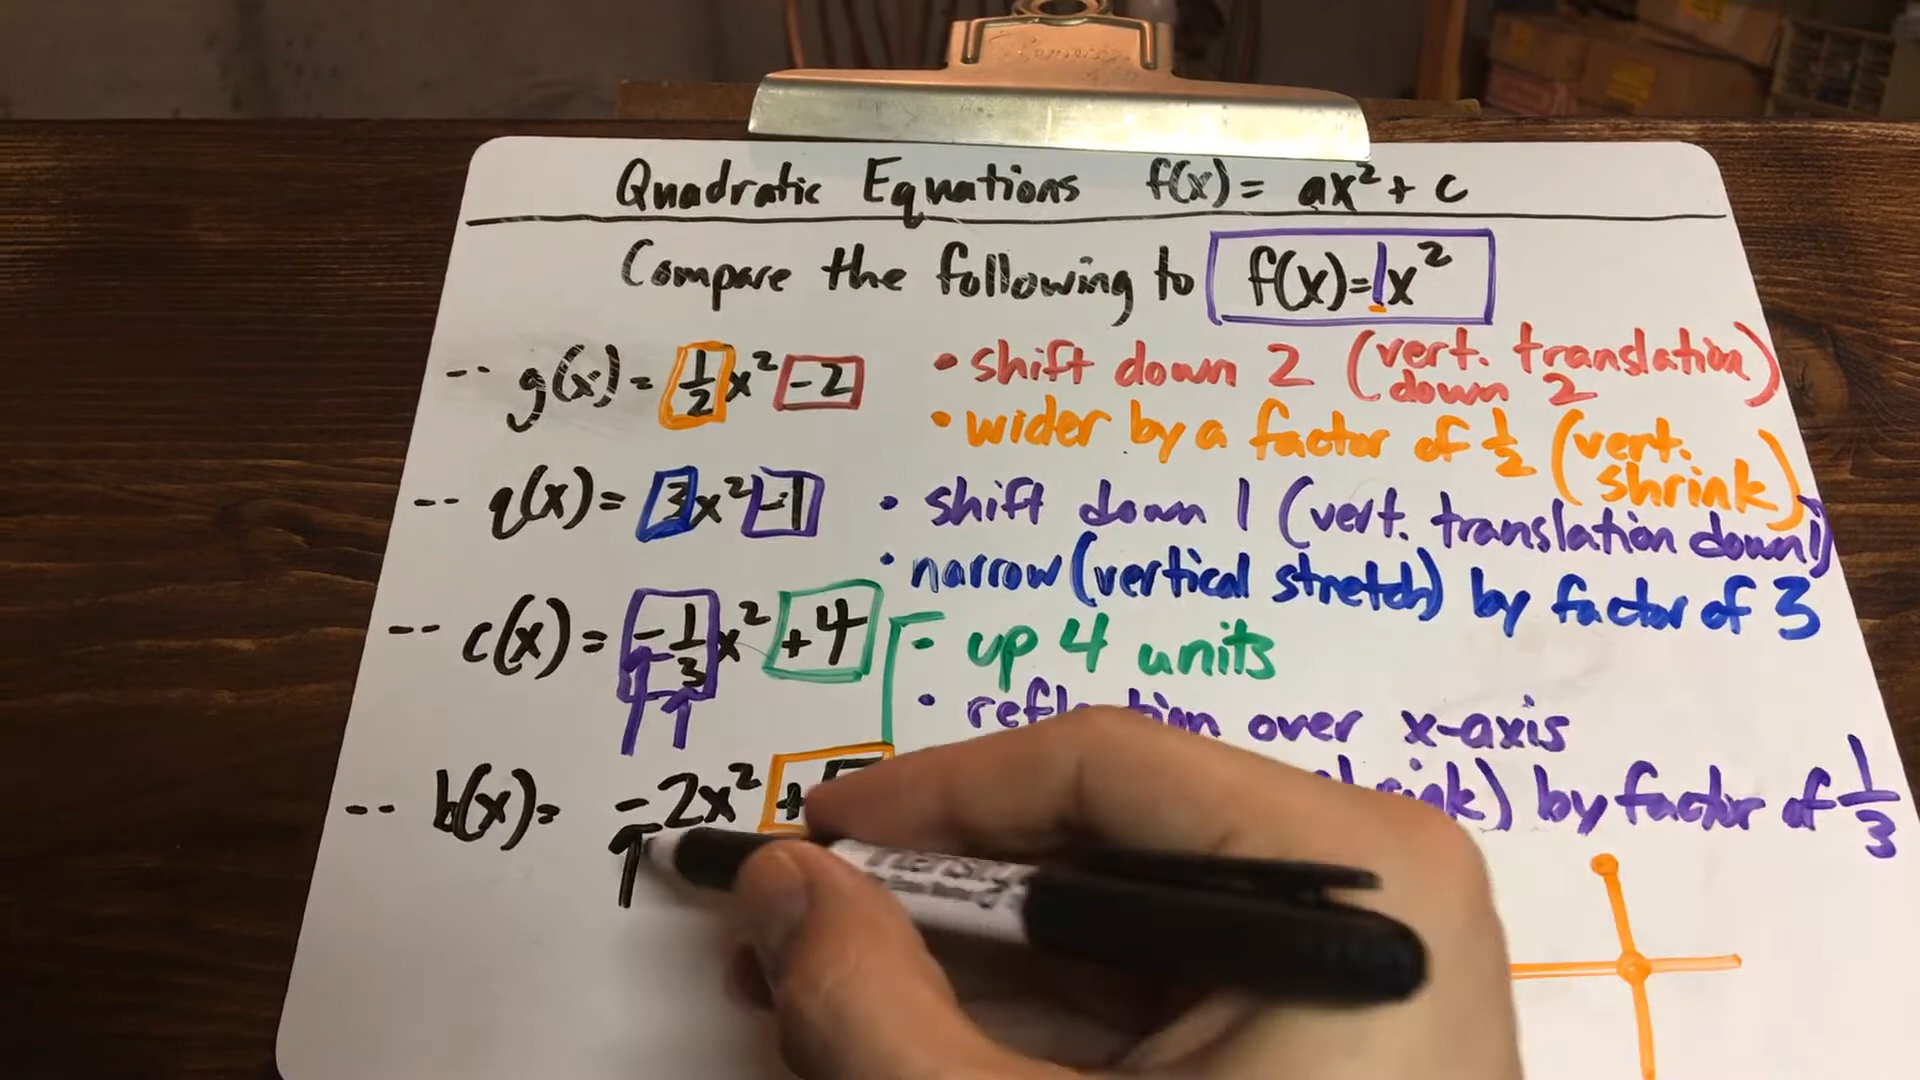 Quadratic Equations f(x) = ax² + c
Compare the following to f(x)=1x²
-- g(x) = 1/2 x² -2
• shift down 2 (vert. translation down 2
• wider by a factor of 1/2 (vert. shrink)
-- q(x) = 3x² -1
• shift down 1 (vert. translation down 1)
• narrow (vertical stretch) by factor of 3
-- c(x) = -1/3 x² +4
- up 4 units
• reflection over x-axis
by factor of 1/3
-- b(x) = -2x² +